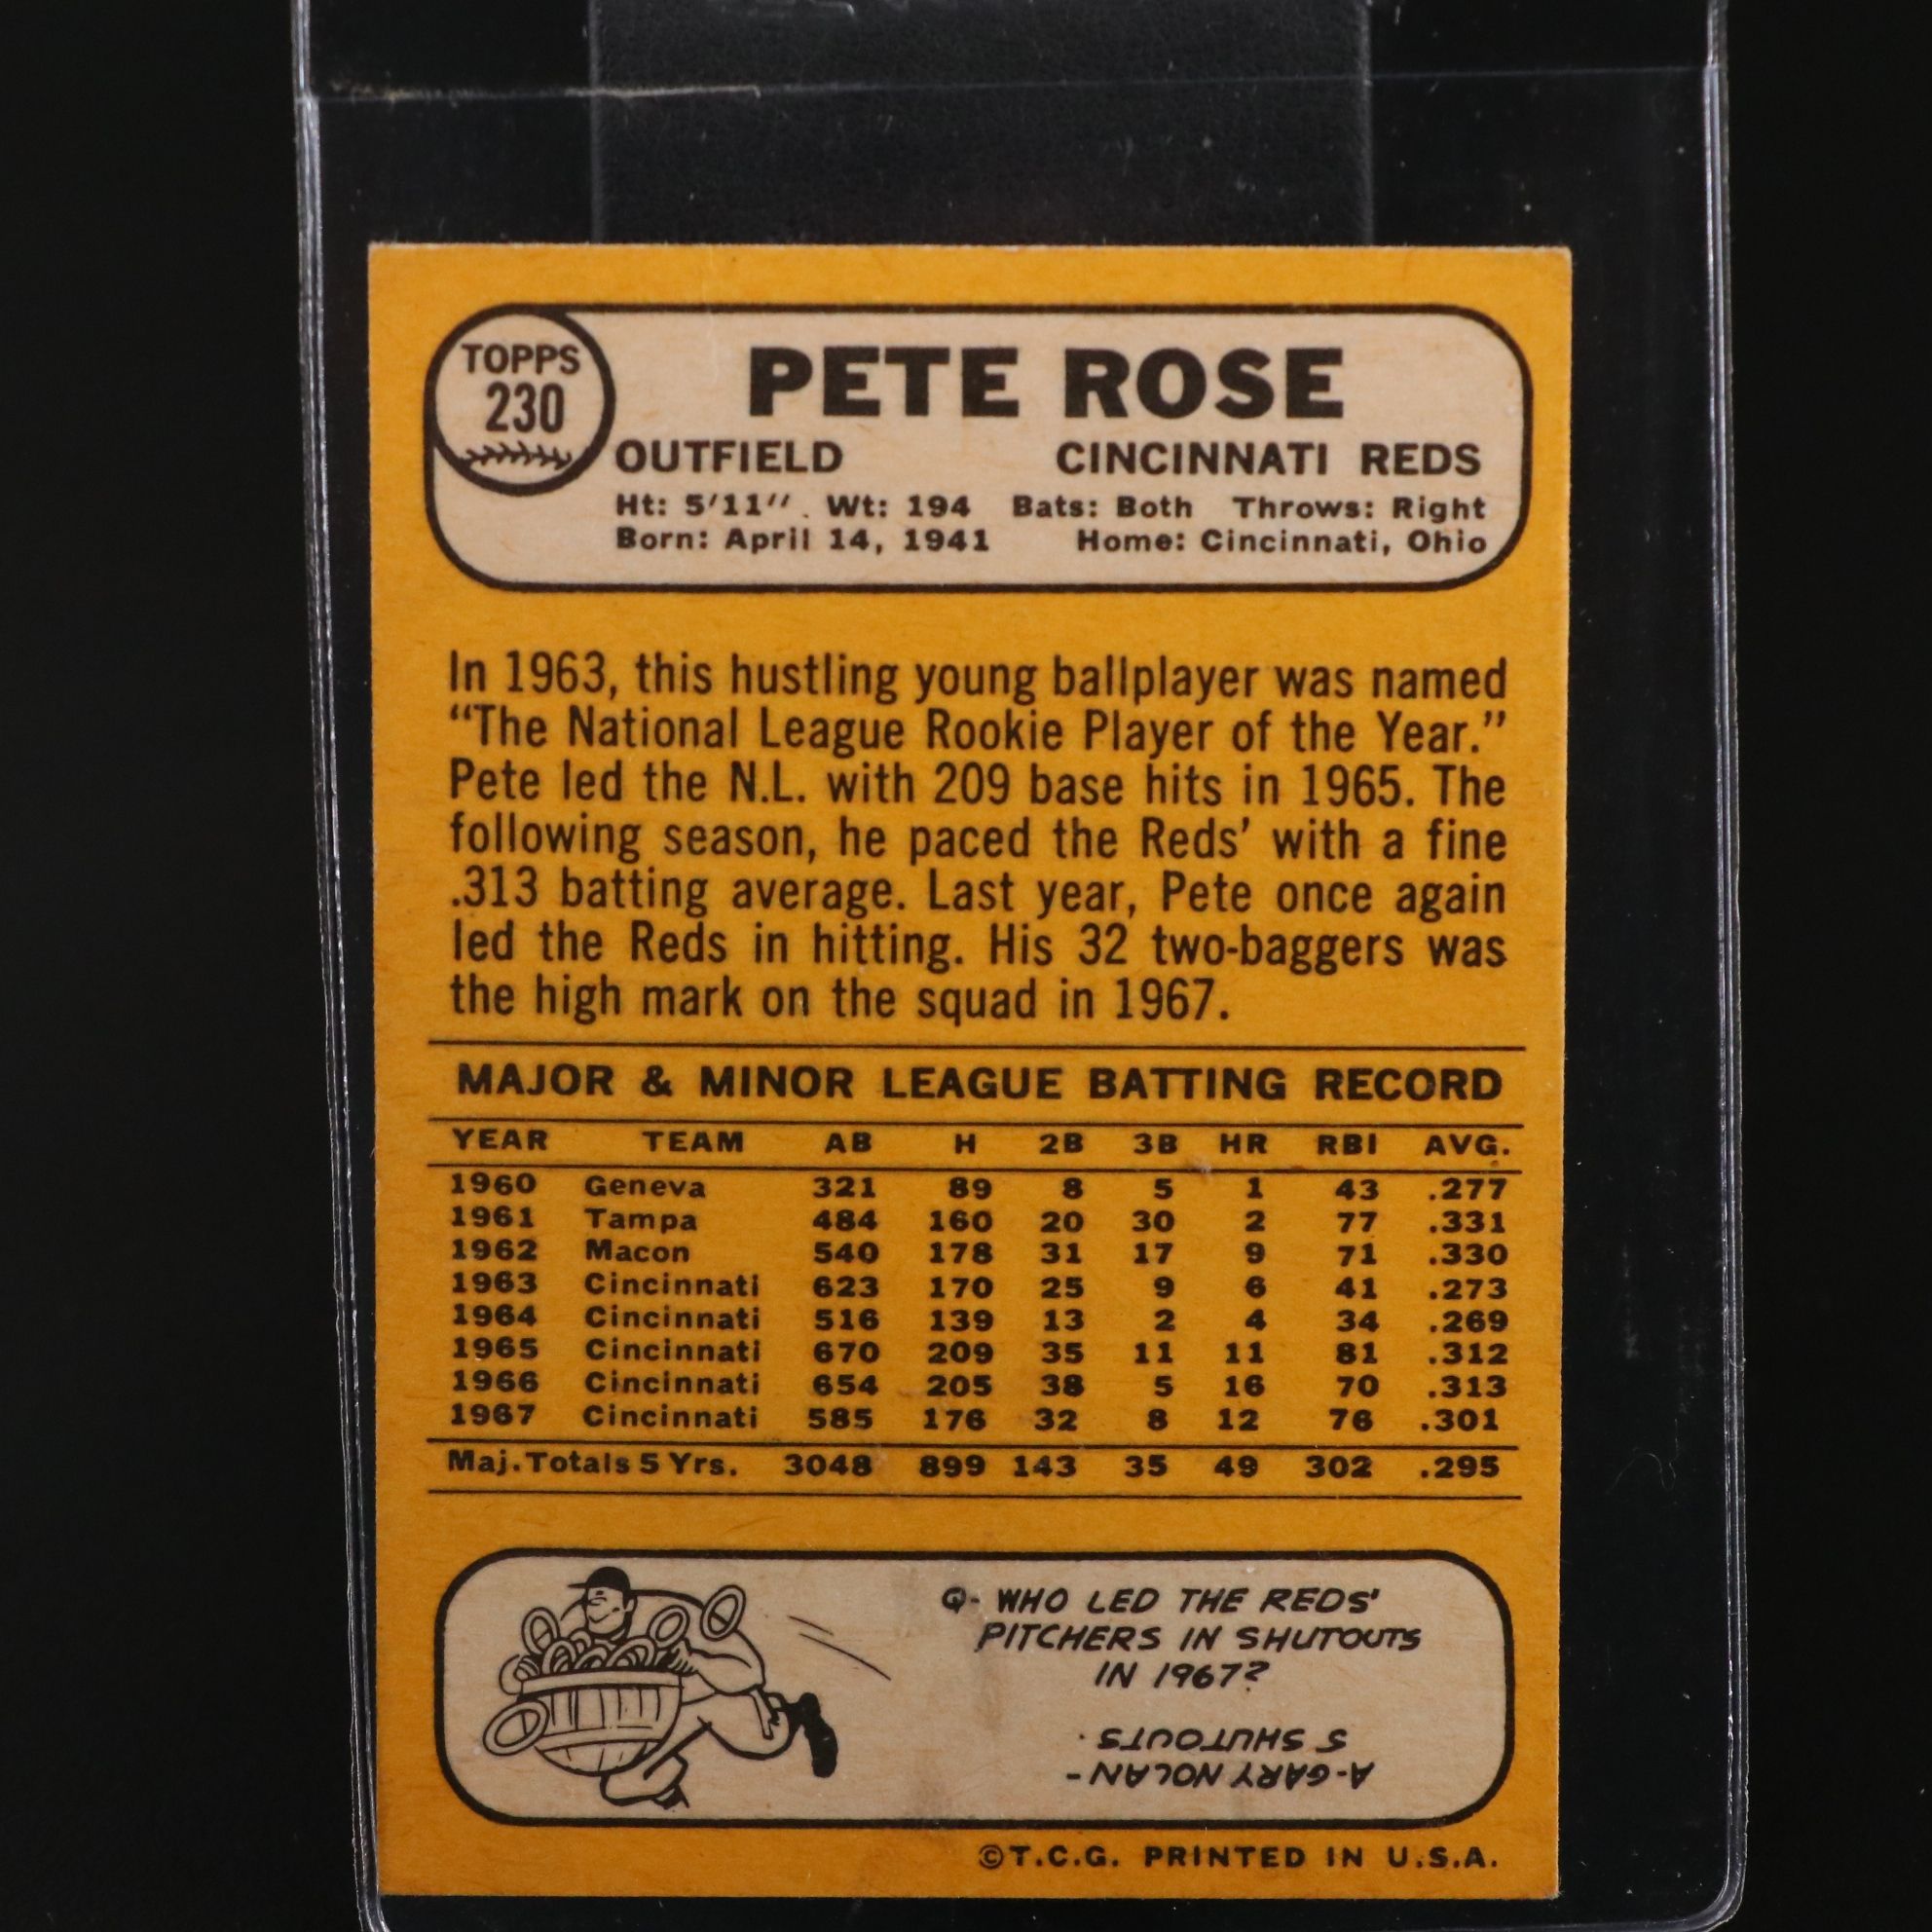 TOPPS
230
PETE ROSE
OUTFIELD CINCINNATI REDS
Ht: 5'11". Wt: 194 Bats: Both Throws: Right
Born: April 14, 1941 Home: Cincinnati, Ohio
In 1963, this hustling young ballplayer was named
“The National League Rookie Player of the Year.”
Pete led the N.L. with 209 base hits in 1965. The
following season, he paced the Reds’ with a fine
.313 batting average. Last year, Pete once again
led the Reds in hitting. His 32 two-baggers was
the high mark on the squad in 1967.
MAJOR & MINOR LEAGUE BATTING RECORD
YEAR TEAM AB H 2B 3B HR RBI AVG.
1960 Geneva 321 89 8 5 1 43 .277
1961 Tampa 484 160 20 30 2 77 .331
1962 Macon 540 178 31 17 9 71 .330
1963 Cincinnati 623 170 25 9 6 41 .273
1964 Cincinnati 516 139 13 2 4 34 .269
1965 Cincinnati 670 209 35 11 11 81 .312
1966 Cincinnati 654 205 38 5 16 70 .313
1967 Cincinnati 585 176 32 8 12 76 .301
Maj. Totals 5 Yrs. 3048 899 143 35 49 302 .295
Q- WHO LED THE REDS'
PITCHERS IN SHUTOUTS
IN 1967?
A-GARY NOLAN -
5 SHUTOUTS.
©T.C.G. PRINTED IN U.S.A.